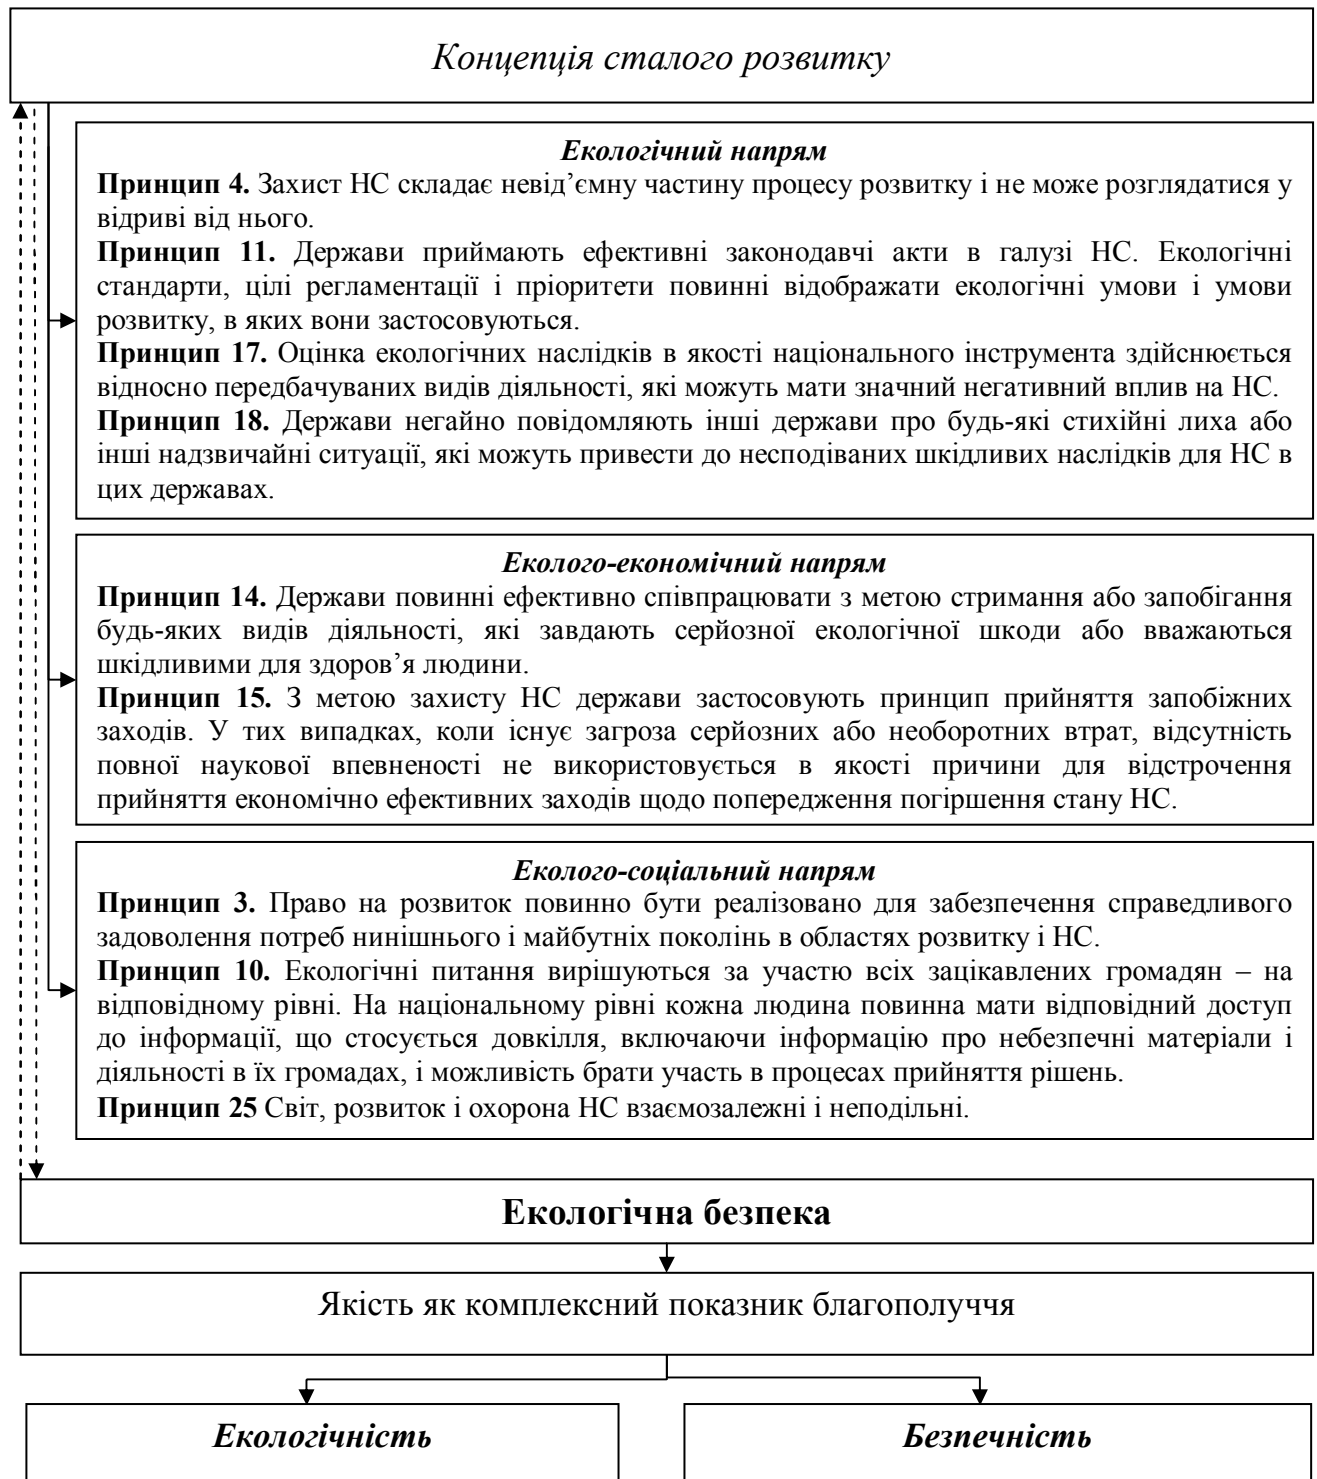 Концепція сталого розвитку
Екологічний напрям
Принцип 4. Захист НС складає невід’ємну частину процесу розвитку і не може розглядатися у
відриві від нього.
Принцип 11. Держави приймають ефективні законодавчі акти в галузі НС. Екологічні
стандарти, цілі регламентації і пріоритети повинні відображати екологічні умови і умови
розвитку, в яких вони застосовуються.
Принцип 17. Оцінка екологічних наслідків в якості національного інструмента здійснюється
відносно передбачуваних видів діяльності, які можуть мати значний негативний вплив на НС.
Принцип 18. Держави негайно повідомляють інші держави про будь-які стихійні лиха або
інші надзвичайні ситуації, які можуть привести до несподіваних шкідливих наслідків для НС в
цих державах.
Еколого-економічний напрям
Принцип 14. Держави повинні ефективно співпрацювати з метою стримання або запобігання
будь-яких видів діяльності, які завдають серйозної екологічної шкоди або вважаються
шкідливими для здоров’я людини.
Принцип 15. З метою захисту НС держави застосовують принцип прийняття запобіжних
заходів. У тих випадках, коли існує загроза серйозних або необоротних втрат, відсутність
повної наукової впевненості не використовується в якості причини для відстрочення
прийняття економічно ефективних заходів щодо попередження погіршення стану НС.
Еколого-соціальний напрям
Принцип 3. Право на розвиток повинно бути реалізовано для забезпечення справедливого
задоволення потреб нинішнього і майбутніх поколінь в областях розвитку і НС.
Принцип 10. Екологічні питання вирішуються за участю всіх зацікавлених громадян – на
відповідному рівні. На національному рівні кожна людина повинна мати відповідний доступ
до інформації, що стосується довкілля, включаючи інформацію про небезпечні матеріали і
діяльності в їх громадах, і можливість брати участь в процесах прийняття рішень.
Принцип 25 Світ, розвиток і охорона НС взаємозалежні і неподільні.
Екологічна безпека
Якість як комплексний показник благополуччя
Екологічність
Безпечність